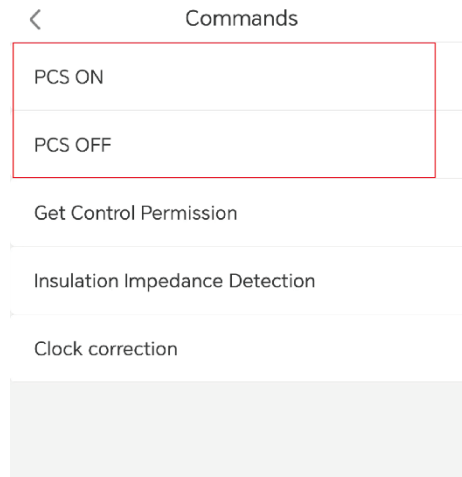 Commands
PCS ON
PCS OFF
Get Control Permission
Insulation Impedance Detection
Clock correction